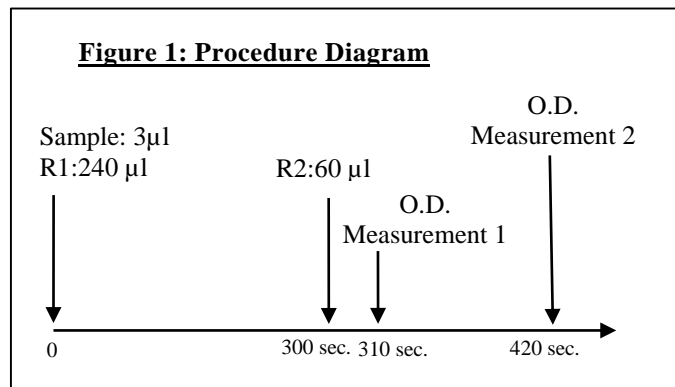 Figure 1: Procedure Diagram
Sample: 3µl
R1:240 µl
R2:60 µl
O.D.
Measurement 1
O.D.
Measurement 2
0
300 sec.
310 sec.
420 sec.